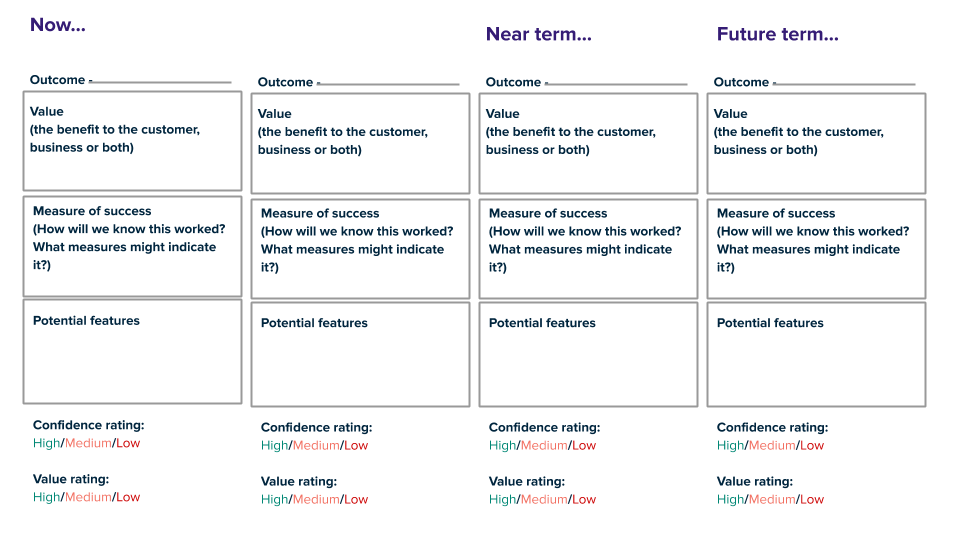 Now...
Near term...
Future term...
Outcome -
Value
(the benefit to the customer,
business or both)
Measure of success
(How will we know this worked?
What measures might indicate
it?)
Potential features
Confidence rating:
High/Medium/Low
Value rating:
High/Medium/Low
Outcome -
Value
(the benefit to the customer,
business or both)
Measure of success
(How will we know this worked?
What measures might indicate
it?)
Potential features
Confidence rating:
High/Medium/Low
Value rating:
High/Medium/Low
Outcome -
Value
(the benefit to the customer,
business or both)
Measure of success
(How will we know this worked?
What measures might indicate
it?)
Potential features
Confidence rating:
High/Medium/Low
Value rating:
High/Medium/Low
Outcome -
Value
(the benefit to the customer,
business or both)
Measure of success
(How will we know this worked?
What measures might indicate
it?)
Potential features
Confidence rating:
High/Medium/Low
Value rating:
High/Medium/Low